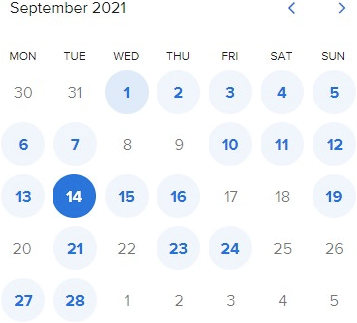 September 2021
MON TUE WED THU FRI SAT SUN
30 31 1 2 3 4 5
6 7 8 9 10 11 12
13 14 15 16 17 18 19
20 21 22 23 24 25 26
27 28 1 2 3 4 5